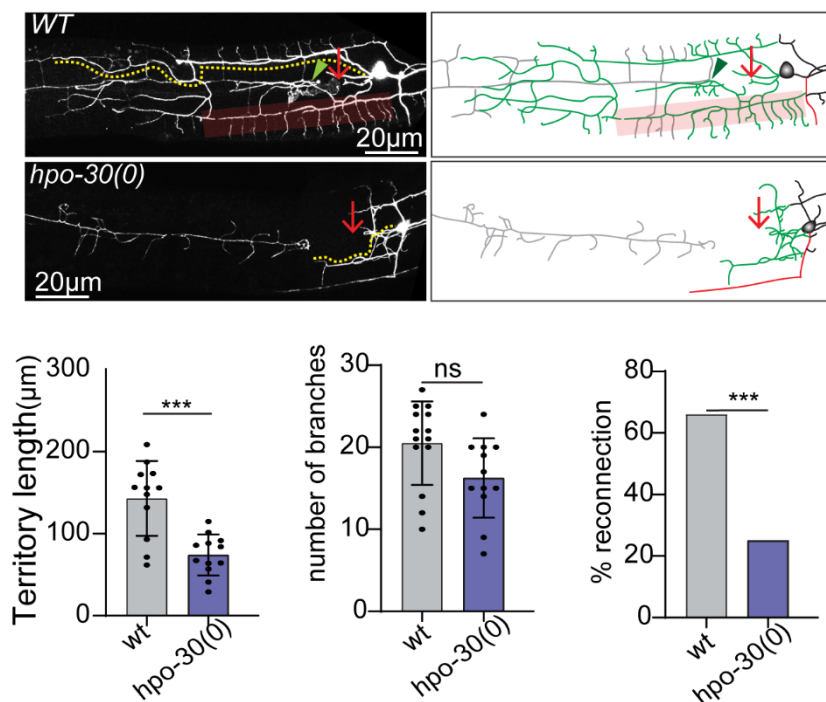 WT
20μm
hpo-30(0)
20μm
Territory length(μm)
300
200
100
0
***
wt
hpo-30(0)
number of branches
30
20
10
0
ns
wt
hpo-30(0)
% reconnection
80
60
40
20
0
***
wt
hpo-30(0)